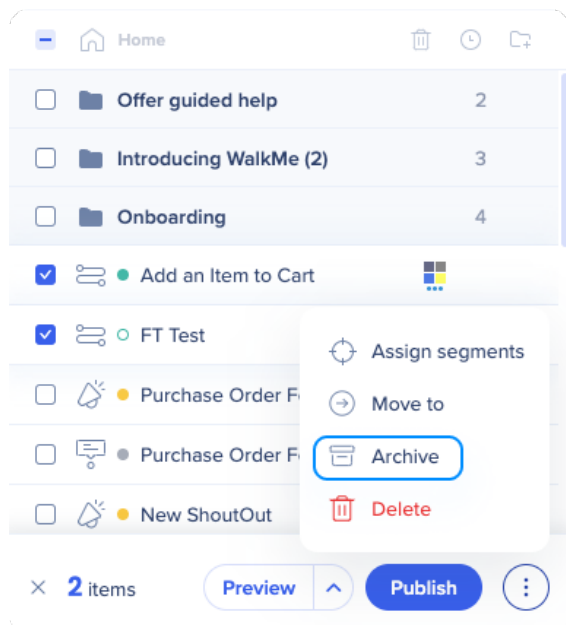 Home
Offer guided help 2
Introducing WalkMe (2) 3
Onboarding 4
Add an Item to Cart
FT Test
Assign segments
Purchase Order F
Move to
Purchase Order F
Archive
New ShoutOut
Delete
2 items Preview Publish